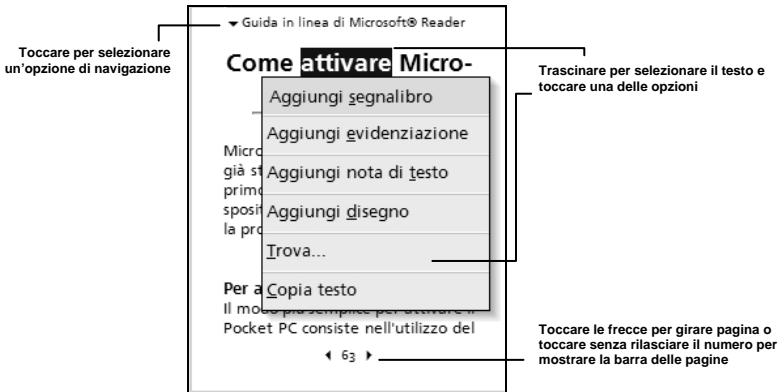 Guida in linea di Microsoft® Reader
Toccare per selezionare
un'opzione di navigazione
Come attivare Micro-
Trascinare per selezionare il testo e
toccare una delle opzioni
Aggiungi segnalibro
Aggiungi evidenziazione
Aggiungi nota di testo
Aggiungi disegno
Trova...
Copia testo
Micro
già st
primo
sposit
la pro
Per a
Il modo più semplice per attivare il
Pocket PC consiste nell'utilizzo del
63
Toccare le frecce per girare pagina o
toccare senza rilasciare il numero per
mostrare la barra delle pagine